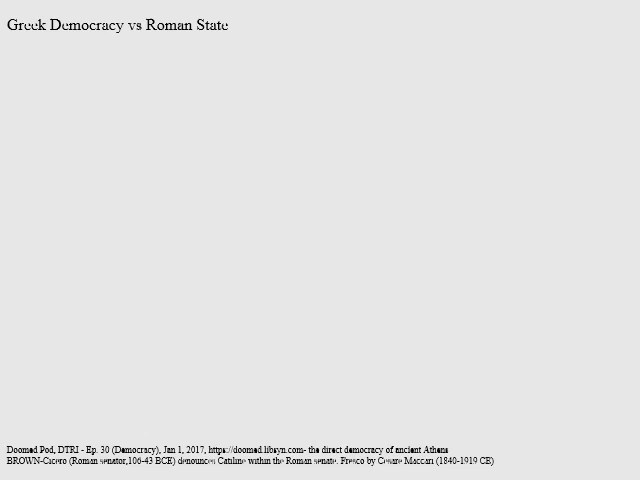 Greek Democracy vs Roman State
Doomed Pod, DTRI - Ep. 30 (Democracy), Jan 1, 2017, https://doomed.libsyn.com- the direct democracy of ancient Athens
BROWN-Cicero (Roman senator,106-43 BCE) denounces Catiline within the Roman senate. Fresco by Cesare Maccari (1840-1919 CE)